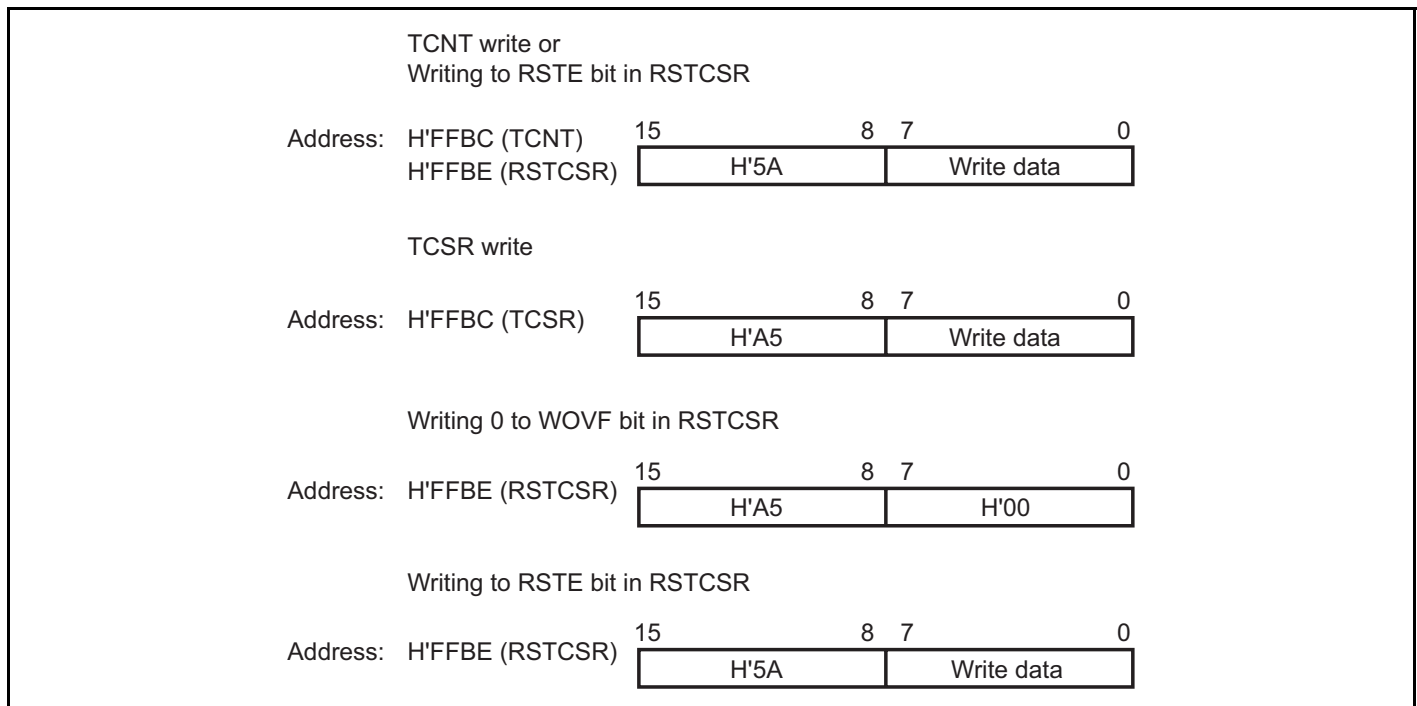 TCNT write or
Writing to RSTE bit in RSTCSR
15 8 7 0
Address: H'FFBC (TCNT)
H'FFBE (RSTCSR) H'5A Write data
TCSR write
15 8 7 0
Address: H'FFBC (TCSR)
H'A5 Write data
Writing 0 to WOVF bit in RSTCSR
15 8 7 0
Address: H'FFBE (RSTCSR)
H'A5 H'00
Writing to RSTE bit in RSTCSR
15 8 7 0
Address: H'FFBE (RSTCSR)
H'5A Write data